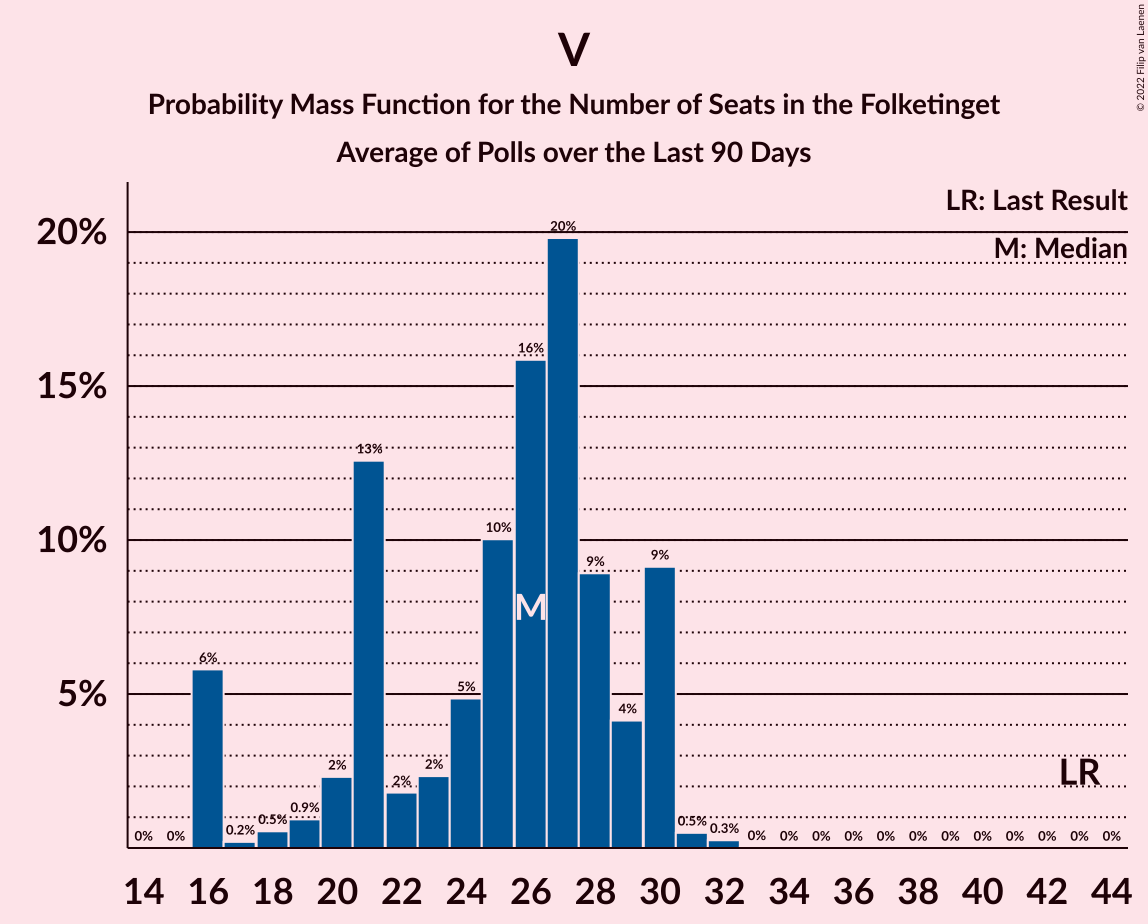 © 2022 Filip van Laenen
V
Probability Mass Function for the Number of Seats in the Folketinget
Average of Polls over the Last 90 Days
LR: Last Result
M: Median
20%
15%
10%
5%
0% 0% 6% 0.2% 0.5% 0.9% 2% 13% 2% 2% 5% 10% 16% 20% 9% 4% 9% 0.5% 0.3% 0% 0% 0% 0% 0% 0% 0% 0% 0% 0% 0% 0%
M
LR
14 16 18 20 22 24 26 28 30 32 34 36 38 40 42 44